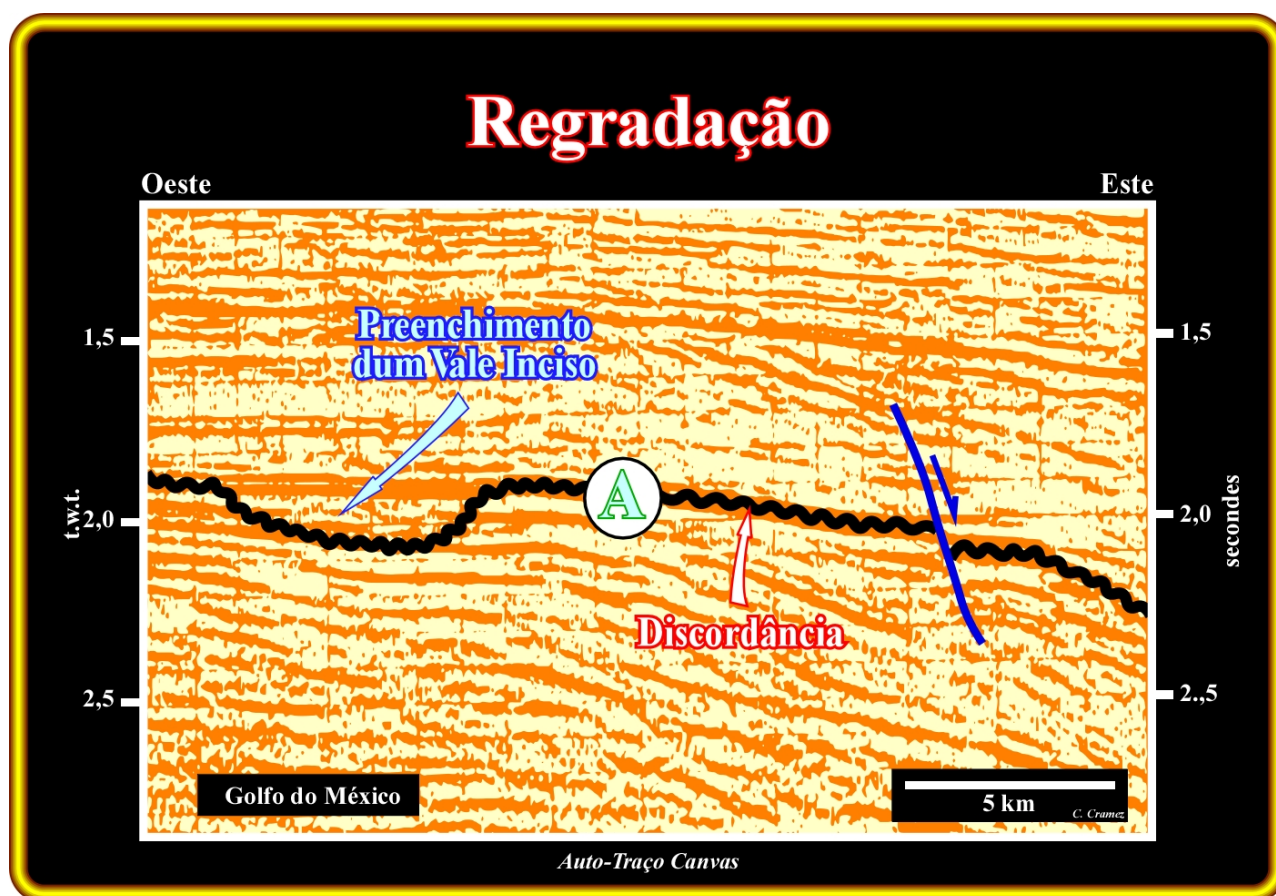 Regradação
Oeste
Este
Preenchimento
dum Vale Inciso
1,5
1,5
A
t.w.t.
2,0
2,0
secondes
Discordância
2,5
2.,5
Golfo do México
5 km
C. Cramez
Auto-Traço Canvas